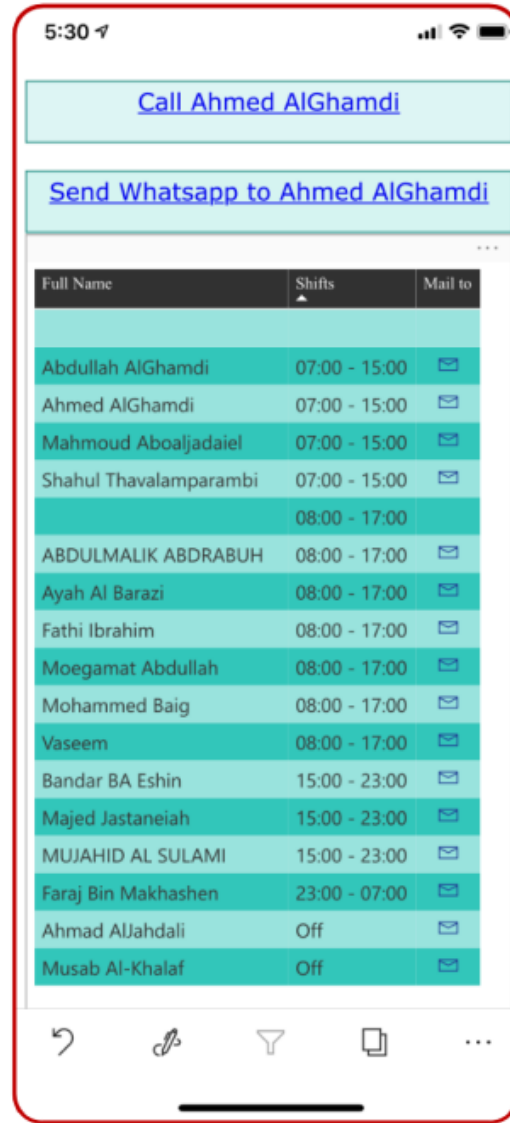 5:30
Call Ahmed AlGhamdi
Send Whatsapp to Ahmed AlGhamdi
Full Name Shifts Mail to
Abdullah AlGhamdi 07:00 - 15:00
Ahmed AlGhamdi 07:00 - 15:00
Mahmoud Aboaljadaiel 07:00 - 15:00
Shahul Thavalamparambi 07:00 - 15:00
08:00 - 17:00
ABDULMALIK ABDRABUH 08:00 - 17:00
Ayah Al Barazi 08:00 - 17:00
Fathi Ibrahim 08:00 - 17:00
Moegamat Abdullah 08:00 - 17:00
Mohammed Baig 08:00 - 17:00
Vaseem 08:00 - 17:00
Bandar BA Eshin 15:00 - 23:00
Majed Jastaneiah 15:00 - 23:00
MUJAHID AL SULAMI 15:00 - 23:00
Faraj Bin Makhashen 23:00 - 07:00
Ahmad AlJahdali Off
Musab Al-Khalaf Off